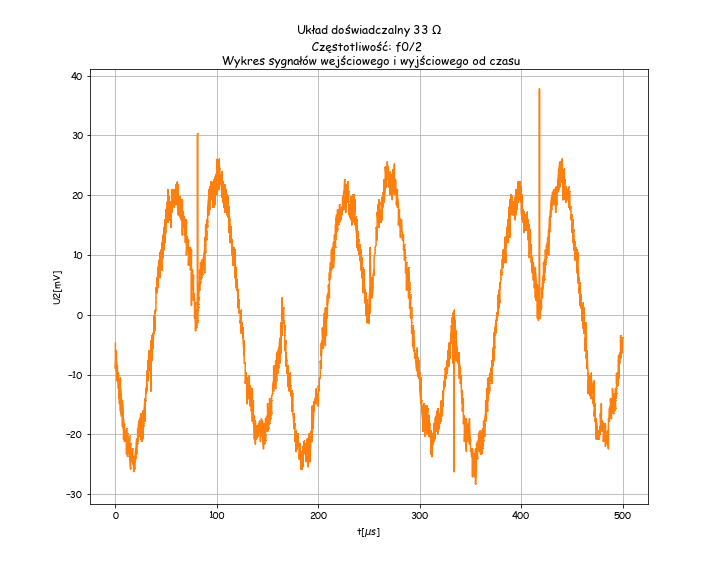 Układ doświadczalny 33 Ω
Częstotliwość: f0/2
Wykres sygnałów wejściowego i wyjściowego od czasu
40
30
20
10
0
−10
−20
−30
U2[mV]
0 100 200 300 400 500
t[μs]